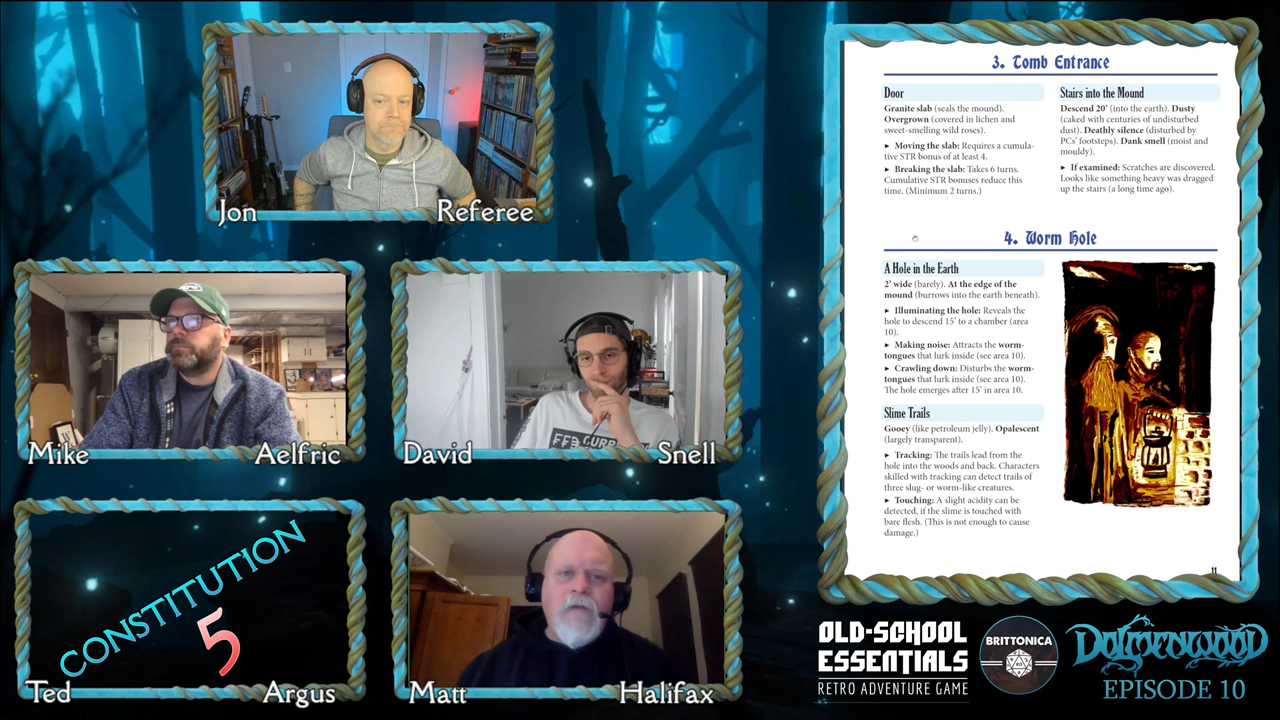 Jon
Referee
Mike
Aelfric
David
Snell
CONSTITUTION
5
Ted
Argus
Matt
Halifax
3. Tomb Entrance
Door
Granite slab (seals the mound).
Overgrown (covered in lichen and
sweet-smelling wild roses).
► Moving the slab: Requires a cumula-
tive STR bonus of at least 4.
► Breaking the slab: Takes 6 turns.
Cumulative STR bonuses reduce this
time. (Minimum 2 turns.)
Stairs into the Mound
Descend 20' (into the earth). Dusty
(caked with centuries of undisturbed
dust). Deathly silence (disturbed by
PCs' footsteps). Dank smell (moist and
mouldy).
► If examined: Scratches are discovered.
Looks like something heavy was dragged
up the stairs (a long time ago).
4. Worm Hole
A Hole in the Earth
2' wide (barely). At the edge of the
mound (burrows into the earth beneath).
► Illuminating the hole: Reveals the
hole to descend 15' to a chamber (area
10).
► Making noise: Attracts the worm-
tongues that lurk inside (see area 10).
► Crawling down: Disturbs the worm-
tongues that lurk inside (see area 10).
The hole emerges after 15' in area 10.
Slime Trails
Gooey (like petroleum jelly). Opalescent
(largely transparent).
► Tracking: The trails lead from the
hole into the woods and back. Characters
skilled with tracking can detect trails of
three slug- or worm-like creatures.
► Touching: A slight acidity can be
detected, if the slime is touched with
bare flesh. (This is not enough to cause
damage.)
11
OLD-SCHOOL
ESSENTIALS
RETRO ADVENTURE GAME
BRITTONICA
Dolmenwood
EPISODE 10